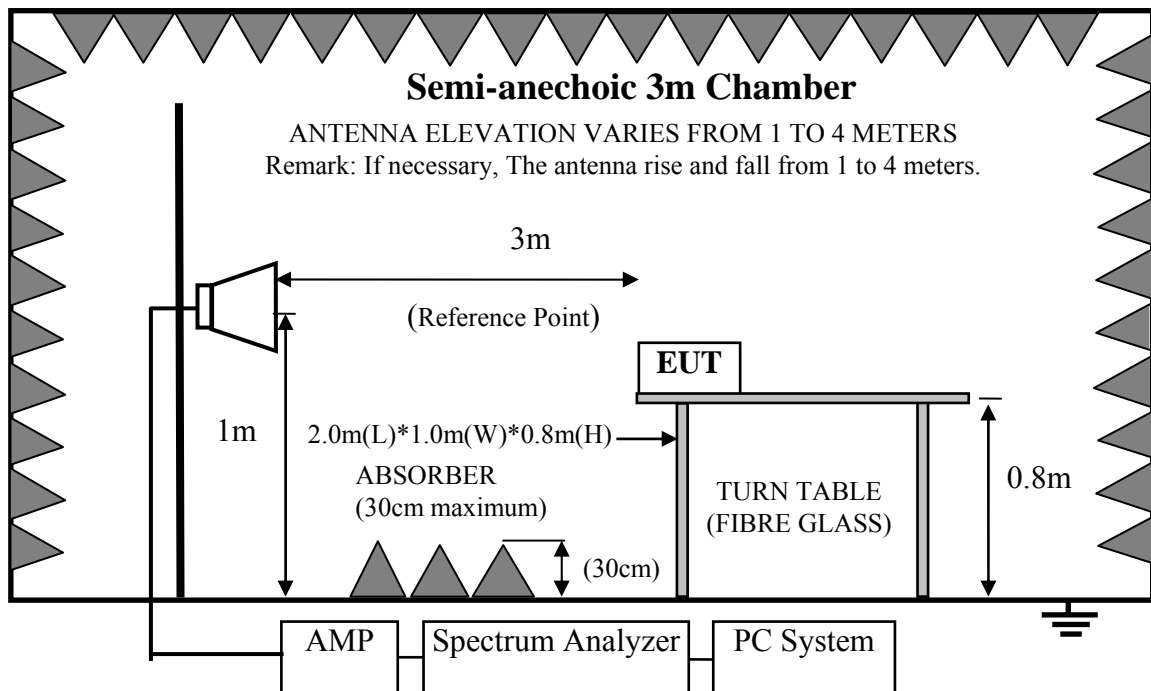 Semi-anechoic 3m Chamber
ANTENNA ELEVATION VARIES FROM 1 TO 4 METERS
Remark: If necessary, The antenna rise and fall from 1 to 4 meters.
3m
(Reference Point)
EUT
1m
2.0m(L)*1.0m(W)*0.8m(H)
ABSORBER
(30cm maximum)
TURN TABLE
(FIBRE GLASS)
0.8m
(30cm)
AMP
Spectrum Analyzer
PC System